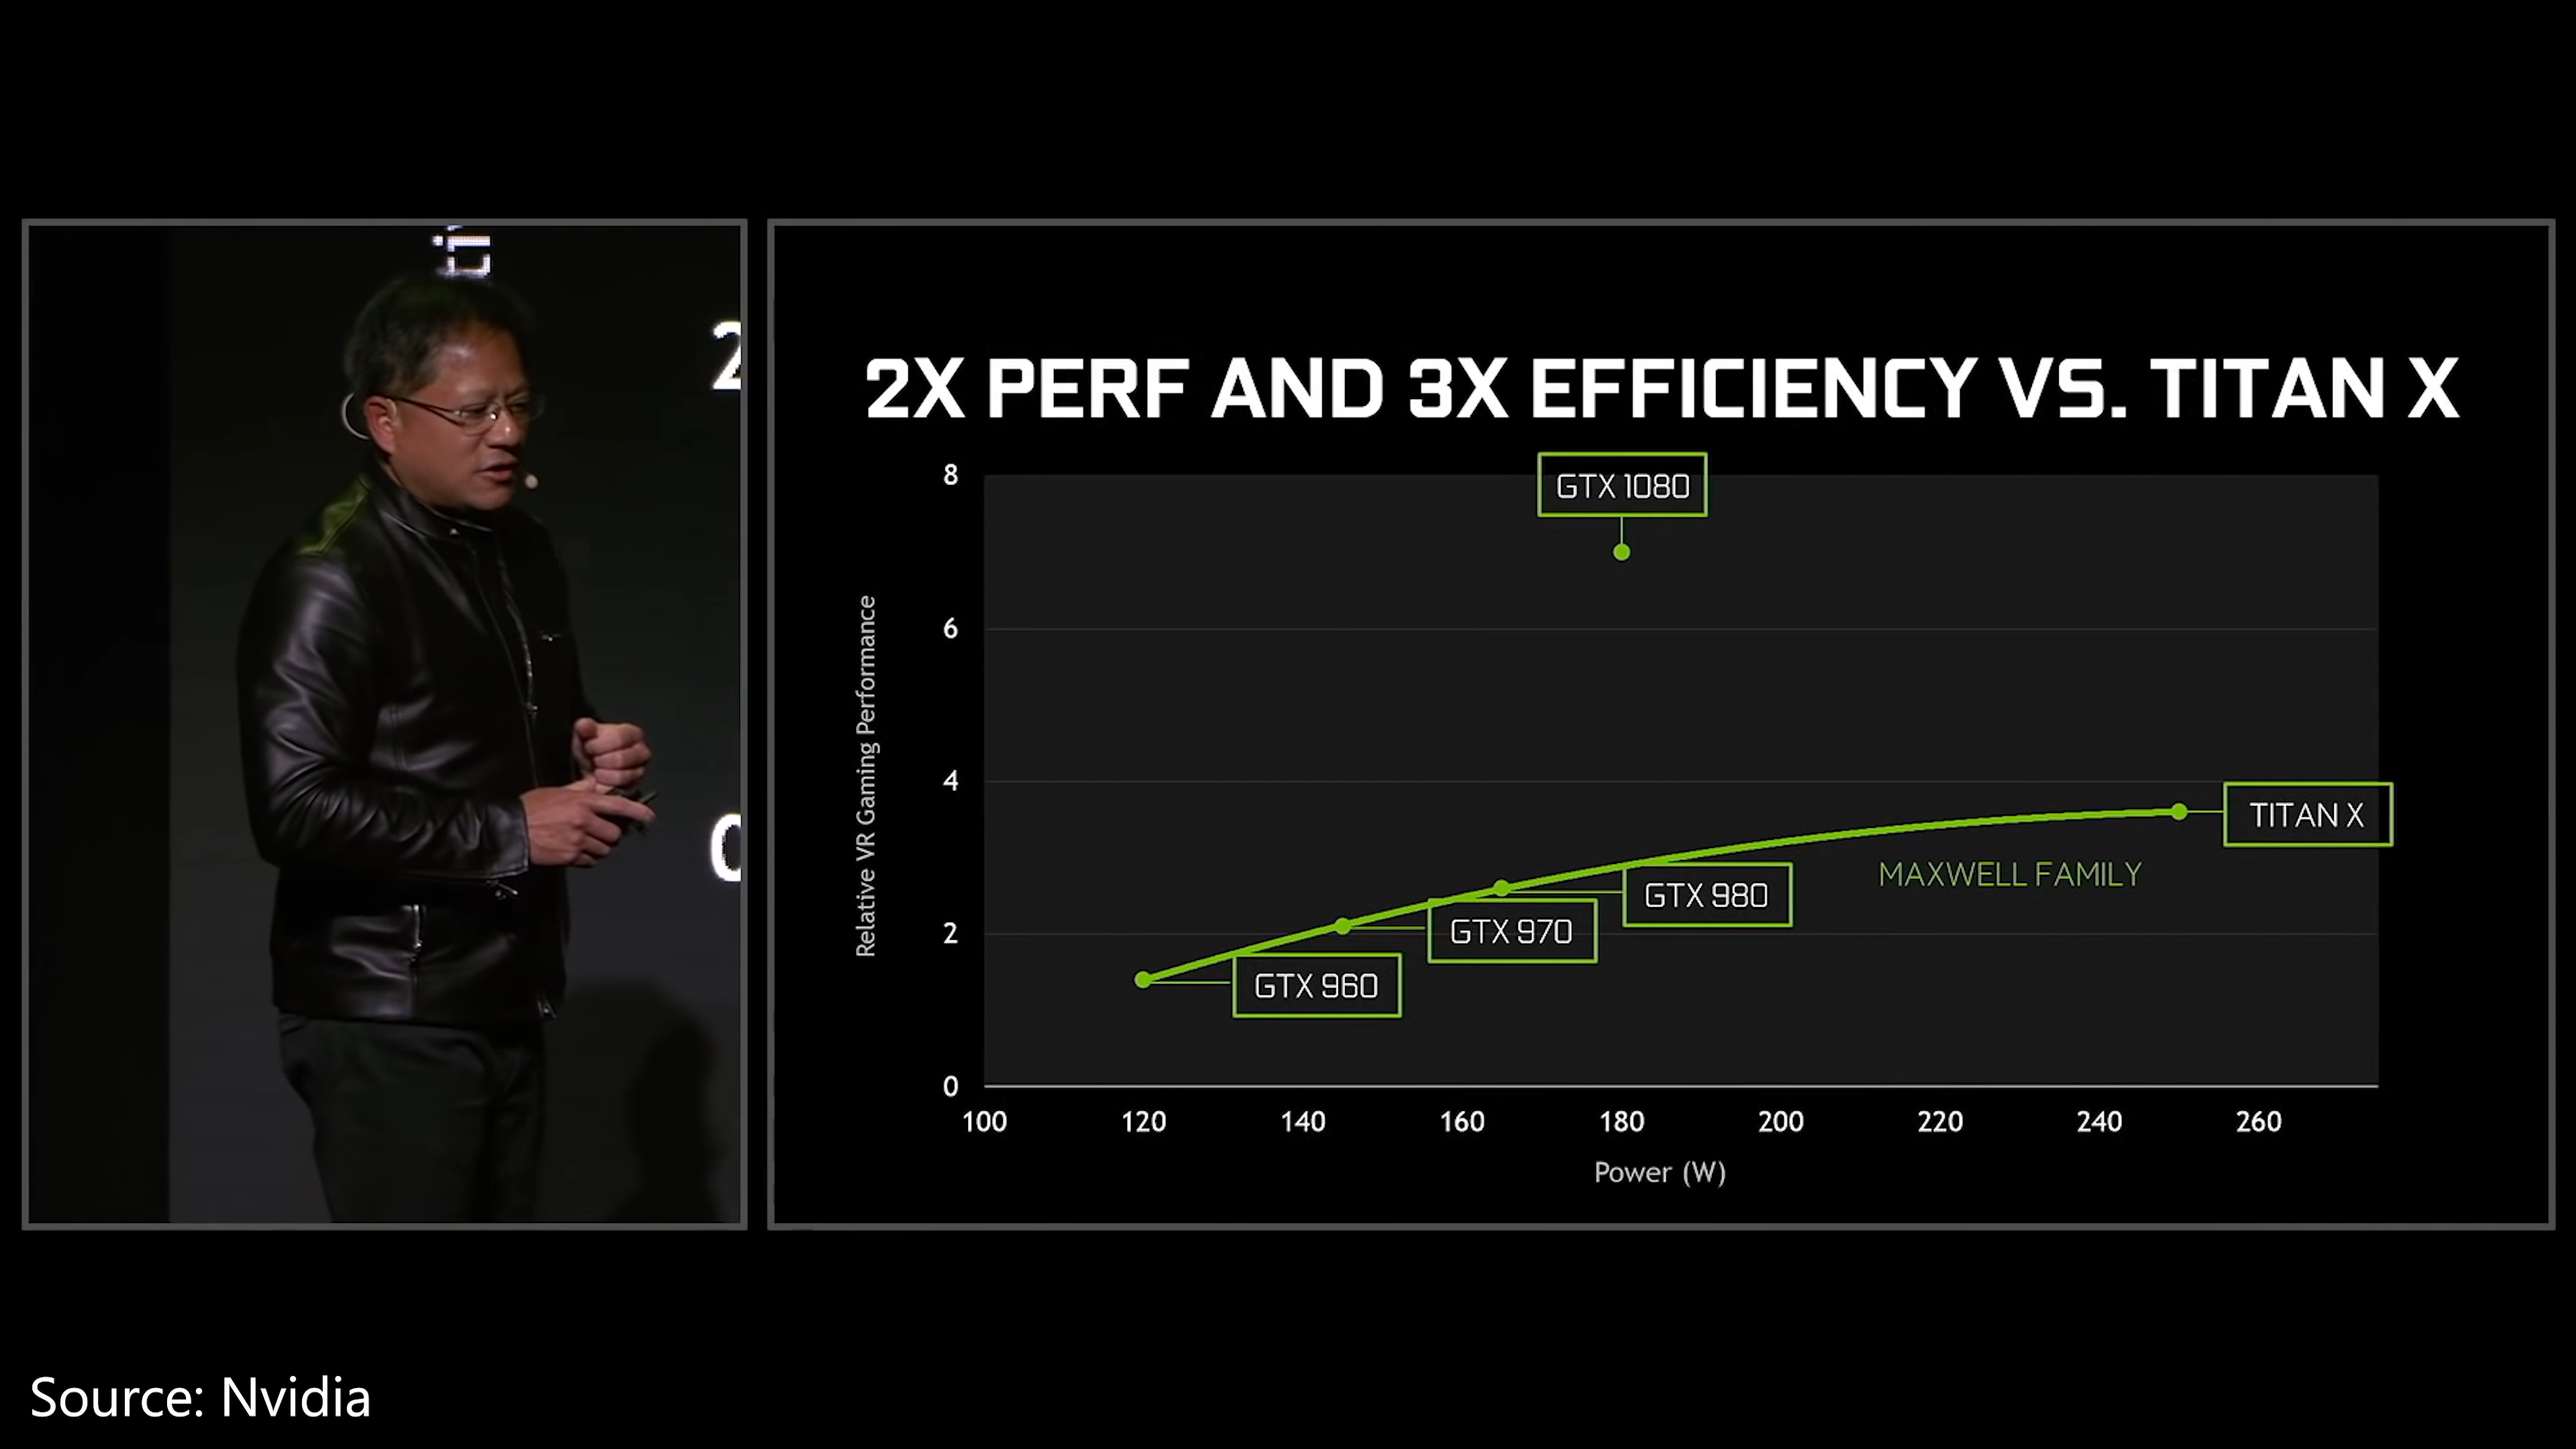 2X PERF AND 3X EFFICIENCY VS. TITAN X
8
6
4
2
0
100 120 140 160 180 200 220 240 260
Relative VR Gaming Performance
Power (W)
GTX 1080
TITAN X
MAXWELL FAMILY
GTX 980
GTX 970
GTX 960
2
0
Source: Nvidia